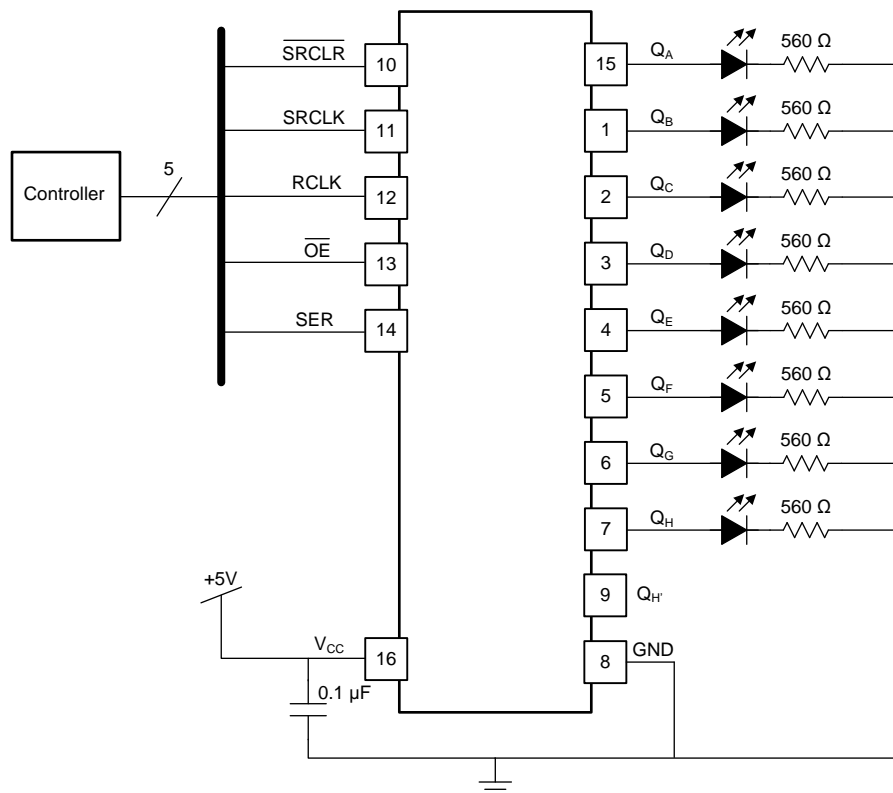 SRCLR
10
15
QA
560 Ω
SRCLK
11
1
QB
560 Ω
5
Controller
RCLK
12
2
QC
560 Ω
OE
13
3
QD
560 Ω
SER
14
4
QE
560 Ω
5
QF
560 Ω
6
QG
560 Ω
7
QH
560 Ω
+5V
9
QH'
VCC
16
8
GND
0.1 µF